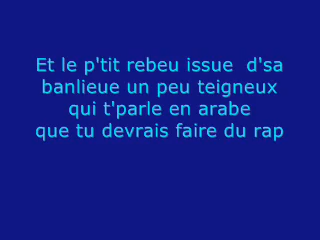 Et le p'tit rebeu issue  d'sa
banlieue un peu teigneux
qui t'parle en arabe
que tu devrais faire du rap